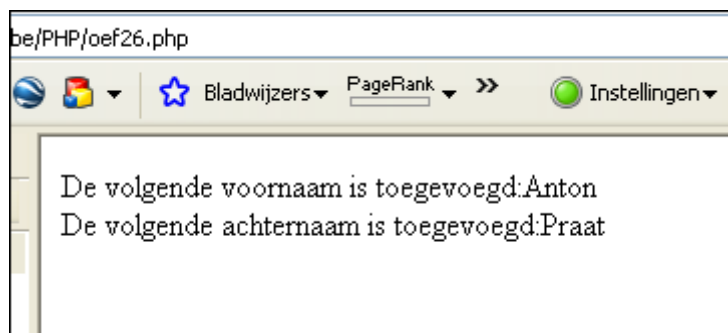 be/PHP/oef26.php
Bladwijzers PageRank Instellingen
De volgende voornaam is toegevoegd:Anton
De volgende achternaam is toegevoegd:Praat